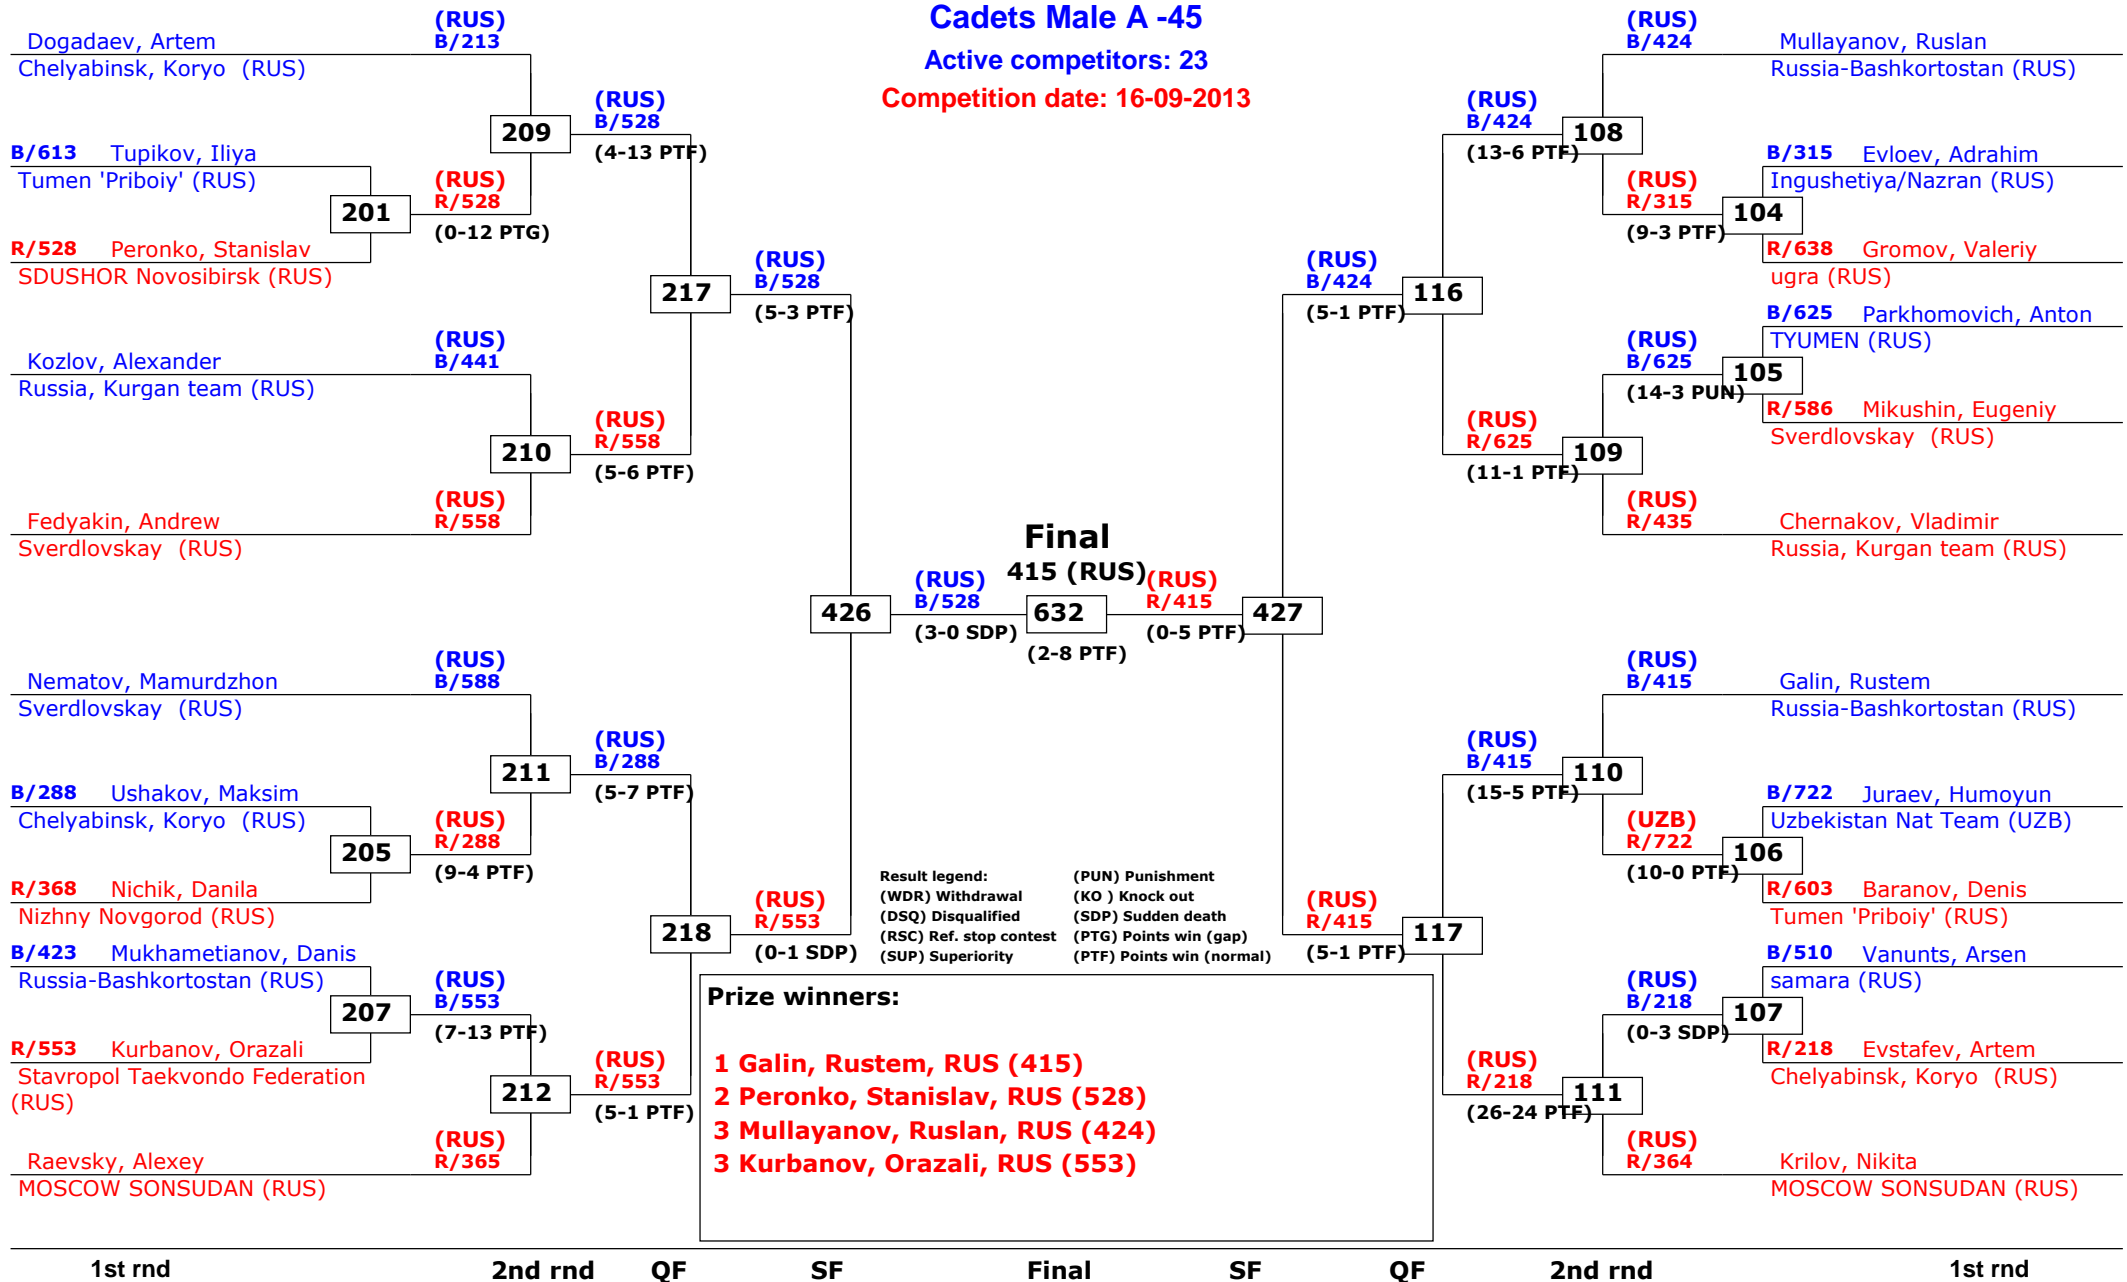 Cadets Male A -45
Active competitors: 23
Competition date: 16-09-2013
Dogadaev, Artem
(RUS)
B/213
Chelyabinsk, Koryo (RUS)
209
(RUS)
B/528
(4-13 PTF)
B/613 Tupikov, Iliya
Tumen 'Priboiy' (RUS)
201
(RUS)
R/528
(0-12 PTG)
R/528 Peronko, Stanislav
SDUSHOR Novosibirsk (RUS)
217
(RUS)
B/528
(5-3 PTF)
Kozlov, Alexander
(RUS)
B/441
Russia, Kurgan team (RUS)
210
(RUS)
R/558
(5-6 PTF)
Fedyakin, Andrew
(RUS)
R/558
Sverdlovskay (RUS)
426
(RUS)
B/528
(3-0 SDP)
Nematov, Mamurdzhon
(RUS)
B/588
Sverdlovskay (RUS)
211
(RUS)
B/288
(5-7 PTF)
B/288 Ushakov, Maksim
Chelyabinsk, Koryo (RUS)
205
(RUS)
R/288
(9-4 PTF)
R/368 Nichik, Danila
Nizhny Novgorod (RUS)
218
(RUS)
R/553
(0-1 SDP)
B/423 Mukhametianov, Danis
Russia-Bashkortostan (RUS)
207
(RUS)
B/553
(7-13 PTF)
R/553 Kurbanov, Orazali
Stavropol Taekvondo Federation
(RUS)
212
(RUS)
R/553
(5-1 PTF)
Raevsky, Alexey
(RUS)
R/365
MOSCOW SONSUDAN (RUS)
Final
415 (RUS)
632
(2-8 PTF)
(RUS)
R/415
(0-5 PTF)
427
(RUS)
B/424
Mullayanov, Ruslan
Russia-Bashkortostan (RUS)
(RUS)
B/424
(13-6 PTF)
108
B/315 Evloev, Adrahim
Ingushetiya/Nazran (RUS)
(RUS)
R/315
(9-3 PTF)
104
R/638 Gromov, Valeriy
ugra (RUS)
(RUS)
B/424
(5-1 PTF)
116
B/625 Parkhomovich, Anton
TYUMEN (RUS)
(RUS)
B/625
(14-3 PUN)
105
R/586 Mikushin, Eugeniy
Sverdlovskay (RUS)
(RUS)
R/625
(11-1 PTF)
109
(RUS)
R/435
Chernakov, Vladimir
Russia, Kurgan team (RUS)
(RUS)
B/415
Galin, Rustem
Russia-Bashkortostan (RUS)
(RUS)
B/415
(15-5 PTF)
110
B/722 Juraev, Humoyun
Uzbekistan Nat Team (UZB)
(UZB)
R/722
(10-0 PTF)
106
R/603 Baranov, Denis
Tumen 'Priboiy' (RUS)
(RUS)
R/415
(5-1 PTF)
117
B/510 Vanunts, Arsen
samara (RUS)
(RUS)
B/218
(0-3 SDP)
107
R/218 Evstafev, Artem
Chelyabinsk, Koryo (RUS)
(RUS)
R/218
(26-24 PTF)
111
(RUS)
R/364
Krilov, Nikita
MOSCOW SONSUDAN (RUS)
Result legend: (PUN) Punishment
(WDR) Withdrawal (KO ) Knock out
(DSQ) Disqualified (SDP) Sudden death
(RSC) Ref. stop contest (PTG) Points win (gap)
(SUP) Superiority (PTF) Points win (normal)
Prize winners:
1 Galin, Rustem, RUS (415)
2 Peronko, Stanislav, RUS (528)
3 Mullayanov, Ruslan, RUS (424)
3 Kurbanov, Orazali, RUS (553)
1st rnd 2nd rnd QF SF Final SF QF 2nd rnd 1st rnd